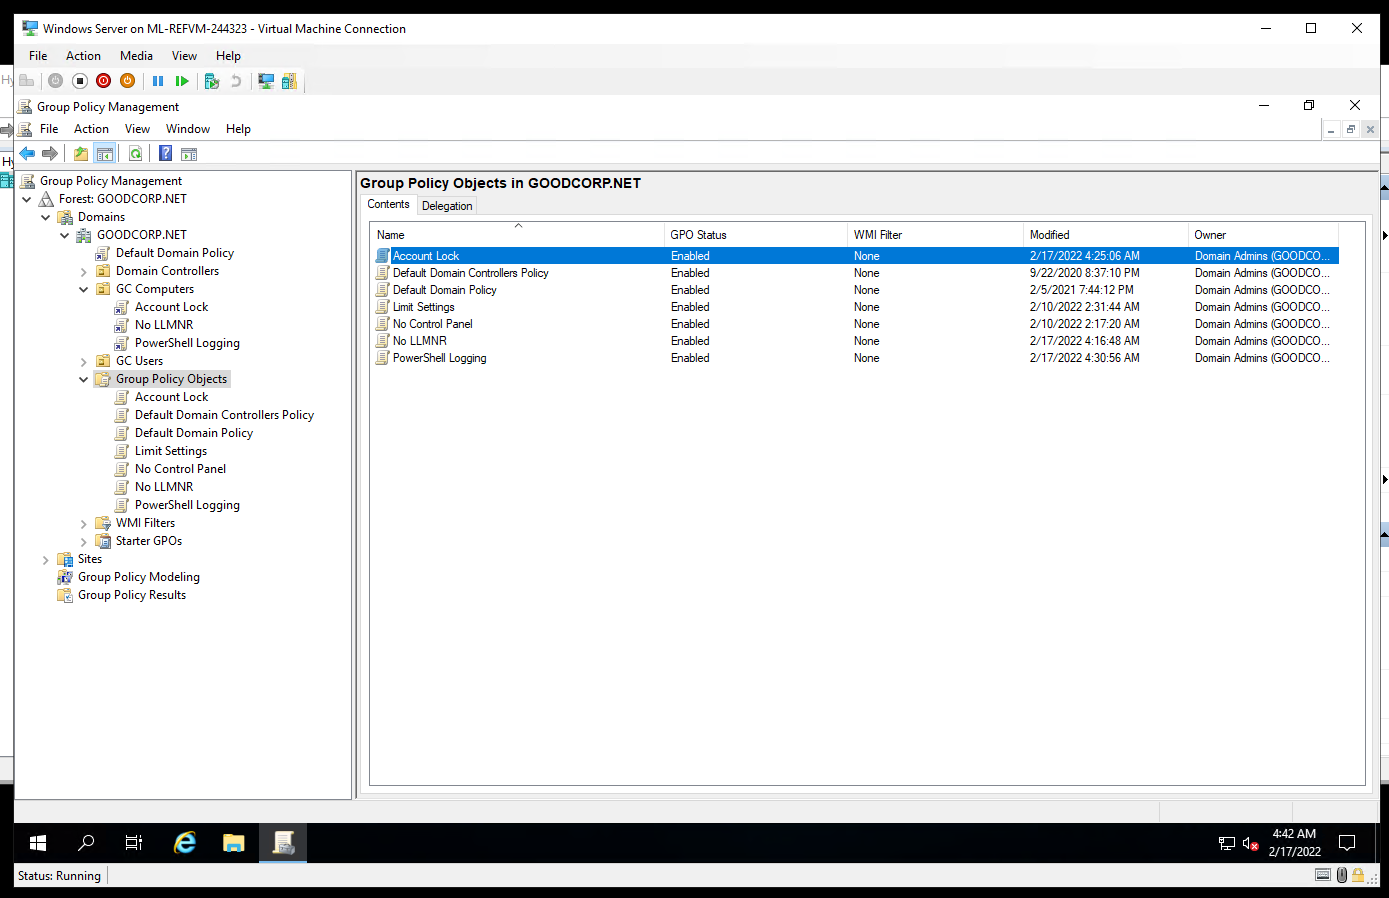 Windows Server on ML-REFVM-244323 - Virtual Machine Connection
File Action Media View Help
Group Policy Management
File Action View Window Help
Group Policy Management
Forest: GOODCORP.NET
Domains
GOODCORP.NET
Default Domain Policy
Domain Controllers
GC Computers
Account Lock
No LLMNR
PowerShell Logging
GC Users
Group Policy Objects
Account Lock
Default Domain Controllers Policy
Default Domain Policy
Limit Settings
No Control Panel
No LLMNR
PowerShell Logging
WMI Filters
Starter GPOs
Sites
Group Policy Modeling
Group Policy Results
Group Policy Objects in GOODCORP.NET
Contents Delegation
Name GPO Status WMI Filter Modified Owner
Account Lock Enabled None 2/17/2022 4:25:06 AM Domain Admins (GOODCO...
Default Domain Controllers Policy Enabled None 9/22/2020 8:37:10 PM Domain Admins (GOODCO...
Default Domain Policy Enabled None 2/5/2021 7:44:12 PM Domain Admins (GOODCO...
Limit Settings Enabled None 2/10/2022 2:31:44 AM Domain Admins (GOODCO...
No Control Panel Enabled None 2/10/2022 2:17:20 AM Domain Admins (GOODCO...
No LLMNR Enabled None 2/17/2022 4:16:48 AM Domain Admins (GOODCO...
PowerShell Logging Enabled None 2/17/2022 4:30:56 AM Domain Admins (GOODCO...
4:42 AM
2/17/2022
Status: Running